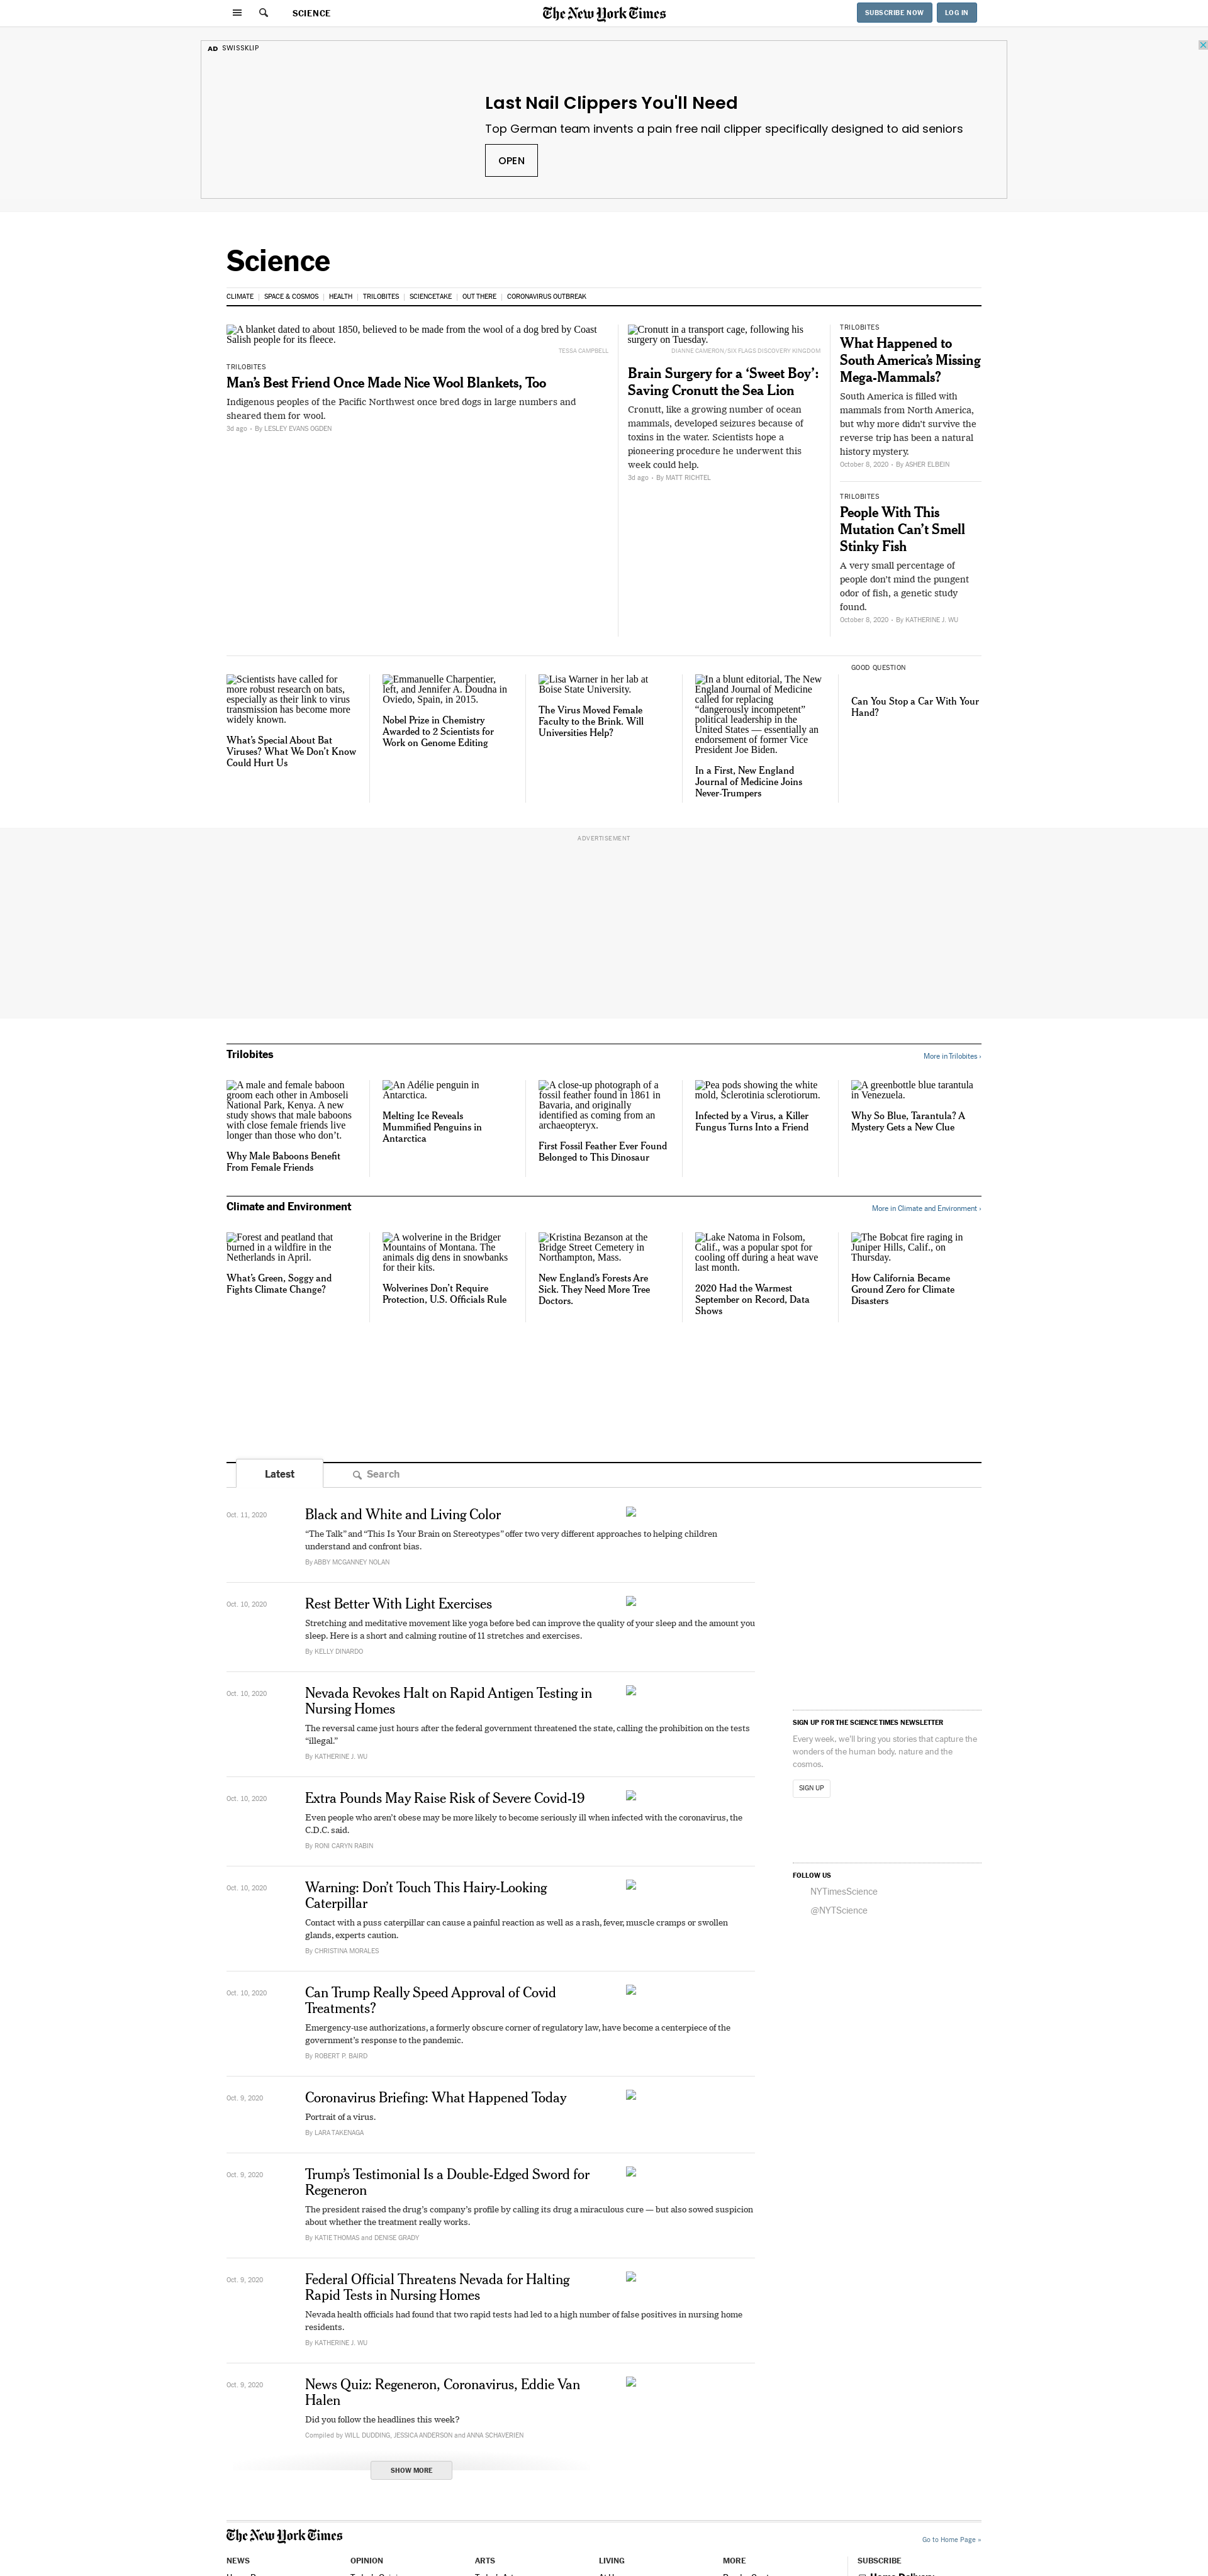 SCIENCE
The New York Times
SUBSCRIBE NOW
LOG IN
AD SWISSKLIP
Last Nail Clippers You'll Need
Top German team invents a pain free nail clipper specifically designed to aid seniors
OPEN
Science
CLIMATE
SPACE & COSMOS
HEALTH
TRILOBITES
SCIENCETAKE
OUT THERE
CORONAVIRUS OUTBREAK
A blanket dated to about 1850, believed to be made from the wool of a dog bred by Coast
Salish people for its fleece.
TESSA CAMPBELL
TRILOBITES
Man's Best Friend Once Made Nice Wool Blankets, Too
Indigenous peoples of the Pacific Northwest once bred dogs in large numbers and
sheared them for wool.
3d ago • By LESLEY EVANS OGDEN
Cronutt in a transport cage, following his
surgery on Tuesday.
DIANNE CAMERON/SIX FLAGS DISCOVERY KINGDOM
Brain Surgery for a 'Sweet Boy':
Saving Cronutt the Sea Lion
Cronutt, like a growing number of ocean
mammals, developed seizures because of
toxins in the water. Scientists hope a
pioneering procedure he underwent this
week could help.
3d ago • By MATT RICHTEL
TRILOBITES
What Happened to
South America's Missing
Mega-Mammals?
South America is filled with
mammals from North America,
but why more didn't survive the
reverse trip has been a natural
history mystery.
October 8, 2020 • By ASHER ELBEIN
TRILOBITES
People With This
Mutation Can't Smell
Stinky Fish
A very small percentage of
people don't mind the pungent
odor of fish, a genetic study
found.
October 8, 2020 • By KATHERINE J. WU
Scientists have called for
more robust research on bats,
especially as their link to virus
transmission has become more
widely known.
What's Special About Bat
Viruses? What We Don't Know
Could Hurt Us
Emmanuelle Charpentier,
left, and Jennifer A. Doudna in
Oviedo, Spain, in 2015.
Nobel Prize in Chemistry
Awarded to 2 Scientists for
Work on Genome Editing
Lisa Warner in her lab at
Boise State University.
The Virus Moved Female
Faculty to the Brink. Will
Universities Help?
In a blunt editorial, The New
England Journal of Medicine
called for replacing
"dangerously incompetent"
political leadership in the
United States — essentially an
endorsement of former Vice
President Joe Biden.
In a First, New England
Journal of Medicine Joins
Never-Trumpers
GOOD QUESTION
Can You Stop a Car With Your
Hand?
ADVERTISEMENT
Trilobites
More in Trilobites ›
A male and female baboon
groom each other in Amboseli
National Park, Kenya. A new
study shows that male baboons
with close female friends live
longer than those who don't.
Why Male Baboons Benefit
From Female Friends
An Adélie penguin in
Antarctica.
Melting Ice Reveals
Mummified Penguins in
Antarctica
A close-up photograph of a
fossil feather found in 1861 in
Bavaria, and originally
identified as coming from an
archaeopteryx.
First Fossil Feather Ever Found
Belonged to This Dinosaur
Pea pods showing the white
mold, Sclerotinia sclerotiorum.
Infected by a Virus, a Killer
Fungus Turns Into a Friend
A greenbottle blue tarantula
in Venezuela.
Why So Blue, Tarantula? A
Mystery Gets a New Clue
Climate and Environment
More in Climate and Environment ›
Forest and peatland that
burned in a wildfire in the
Netherlands in April.
What's Green, Soggy and
Fights Climate Change?
A wolverine in the Bridger
Mountains of Montana. The
animals dig dens in snowbanks
for their kits.
Wolverines Don't Require
Protection, U.S. Officials Rule
Kristina Bezanson at the
Bridge Street Cemetery in
Northampton, Mass.
New England's Forests Are
Sick. They Need More Tree
Doctors.
Lake Natoma in Folsom,
Calif., was a popular spot for
cooling off during a heat wave
last month.
2020 Had the Warmest
September on Record, Data
Shows
The Bobcat fire raging in
Juniper Hills, Calif., on
Thursday.
How California Became
Ground Zero for Climate
Disasters
Latest
Search
Oct. 11, 2020
Black and White and Living Color
"The Talk" and "This Is Your Brain on Stereotypes" offer two very different approaches to helping children
understand and confront bias.
By ABBY MCGANNEY NOLAN
Oct. 10, 2020
Rest Better With Light Exercises
Stretching and meditative movement like yoga before bed can improve the quality of your sleep and the amount you
sleep. Here is a short and calming routine of 11 stretches and exercises.
By KELLY DINARDO
Oct. 10, 2020
Nevada Revokes Halt on Rapid Antigen Testing in
Nursing Homes
The reversal came just hours after the federal government threatened the state, calling the prohibition on the tests
"illegal."
By KATHERINE J. WU
Oct. 10, 2020
Extra Pounds May Raise Risk of Severe Covid-19
Even people who aren't obese may be more likely to become seriously ill when infected with the coronavirus, the
C.D.C. said.
By RONI CARYN RABIN
Oct. 10, 2020
Warning: Don't Touch This Hairy-Looking
Caterpillar
Contact with a puss caterpillar can cause a painful reaction as well as a rash, fever, muscle cramps or swollen
glands, experts caution.
By CHRISTINA MORALES
Oct. 10, 2020
Can Trump Really Speed Approval of Covid
Treatments?
Emergency-use authorizations, a formerly obscure corner of regulatory law, have become a centerpiece of the
government's response to the pandemic.
By ROBERT P. BAIRD
Oct. 9, 2020
Coronavirus Briefing: What Happened Today
Portrait of a virus.
By LARA TAKENAGA
Oct. 9, 2020
Trump's Testimonial Is a Double-Edged Sword for
Regeneron
The president raised the drug's company's profile by calling its drug a miraculous cure — but also sowed suspicion
about whether the treatment really works.
By KATIE THOMAS and DENISE GRADY
Oct. 9, 2020
Federal Official Threatens Nevada for Halting
Rapid Tests in Nursing Homes
Nevada health officials had found that two rapid tests had led to a high number of false positives in nursing home
residents.
By KATHERINE J. WU
Oct. 9, 2020
News Quiz: Regeneron, Coronavirus, Eddie Van
Halen
Did you follow the headlines this week?
Compiled by WILL DUDDING, JESSICA ANDERSON and ANNA SCHAVERIEN
SHOW MORE
SIGN UP FOR THE SCIENCE TIMES NEWSLETTER
Every week, we'll bring you stories that capture the
wonders of the human body, nature and the
cosmos.
SIGN UP
FOLLOW US
NYTimesScience
@NYTScience
The New York Times
Go to Home Page »
NEWS
OPINION
ARTS
LIVING
MORE
SUBSCRIBE